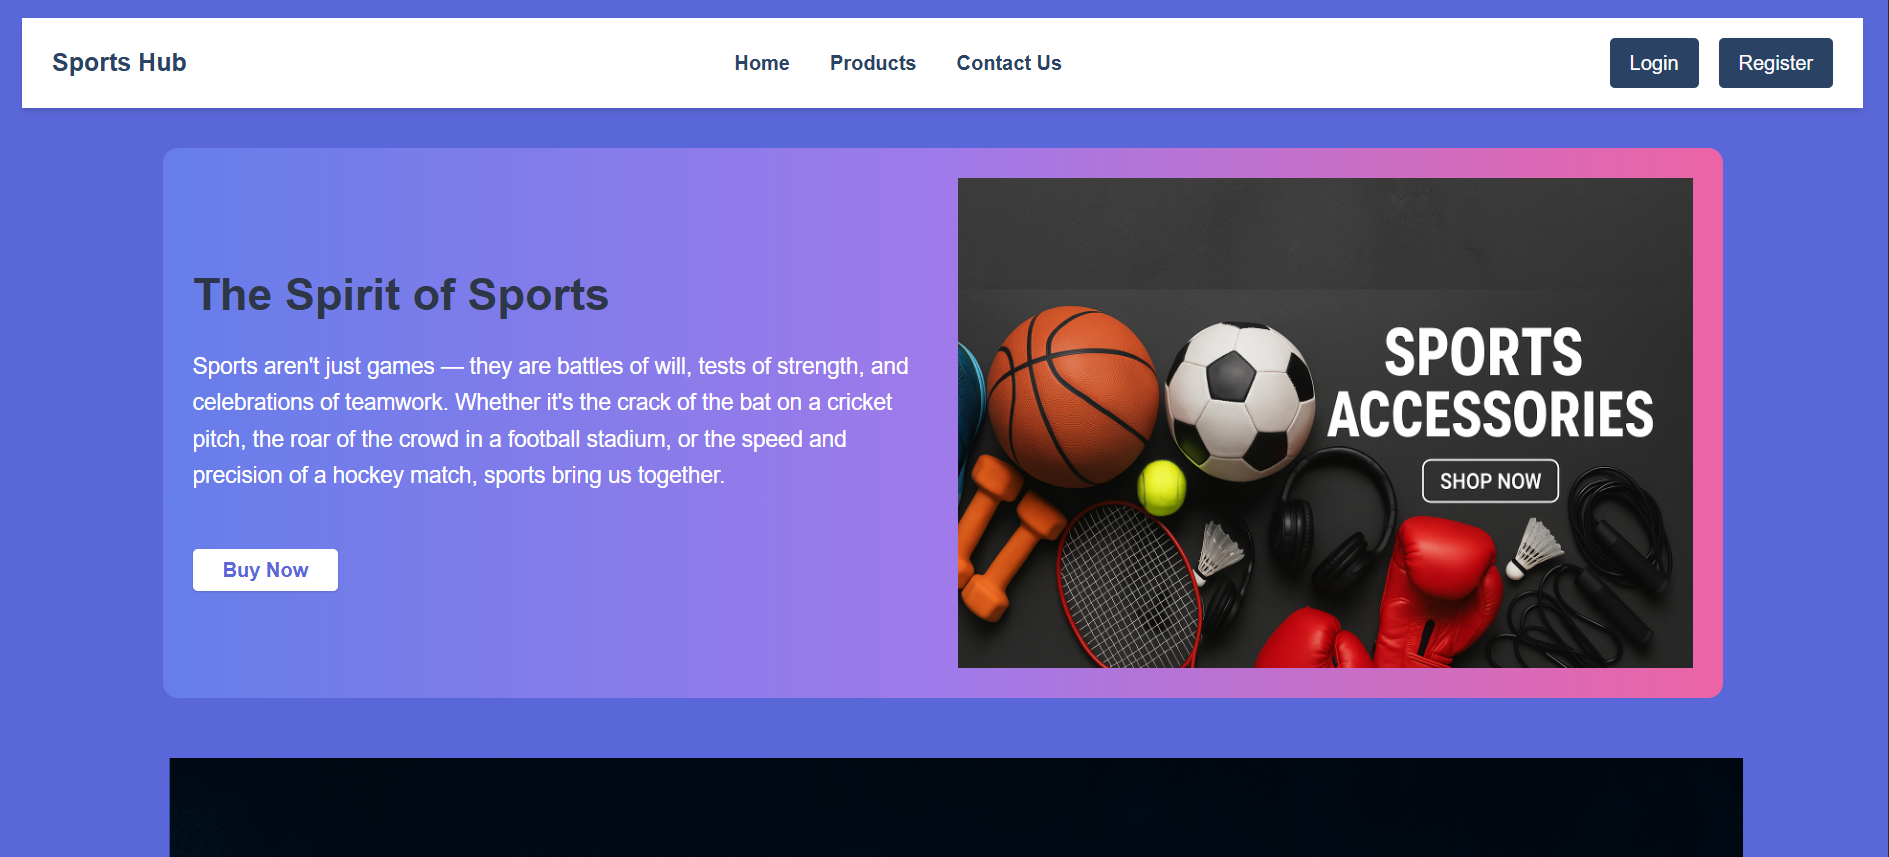 Sports Hub
Home
Products
Contact Us
Login
Register
The Spirit of Sports
Sports aren't just games — they are battles of will, tests of strength, and
celebrations of teamwork. Whether it's the crack of the bat on a cricket
pitch, the roar of the crowd in a football stadium, or the speed and
precision of a hockey match, sports bring us together.
Buy Now
SPORTS
ACCESSORIES
SHOP NOW